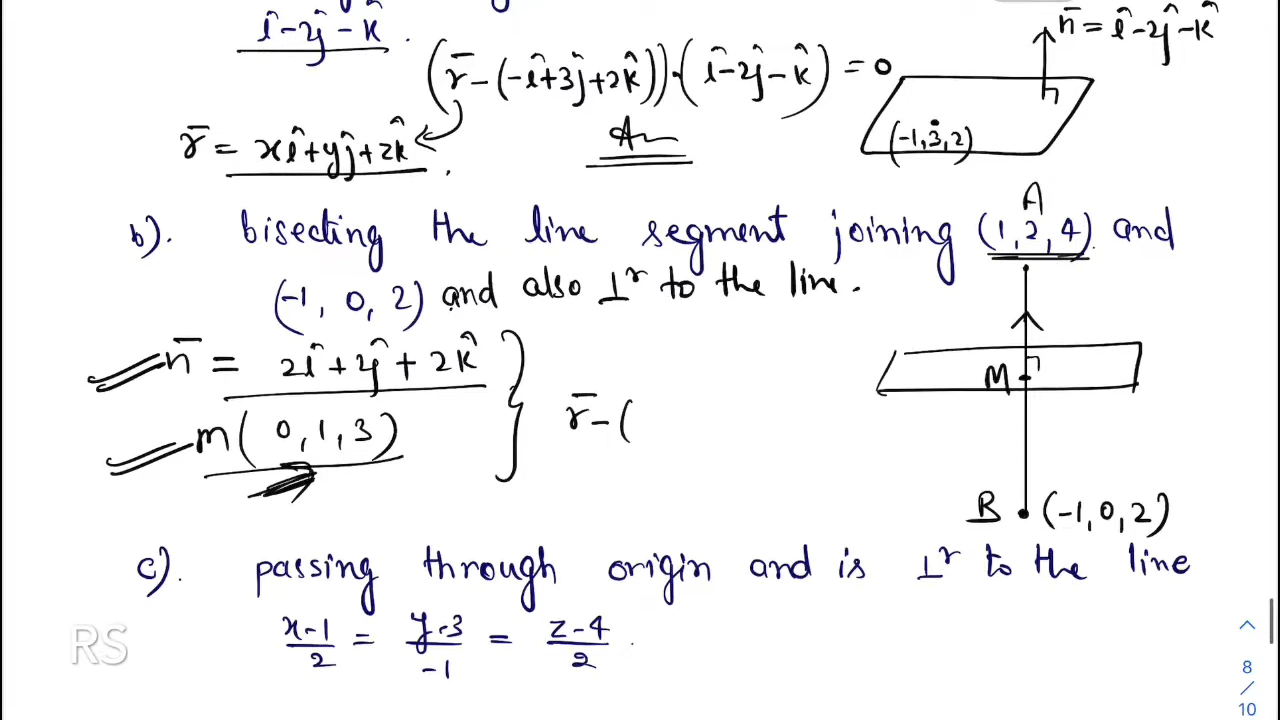 î-2ĵ-k̂.
n̄ = î-2ĵ-k̂
(r̄-(-î+3ĵ+2k̂))·(î-2ĵ-k̂) = 0
r̄ = xî+yĵ+zk̂.
(-1,3,2)
A
b). bisecting the line segment joining (1,2,4) and
(-1, 0, 2) and also ⊥ʳ to the line.
n̄ = 2î+2ĵ+2k̂
M
m(0,1,3)
r̄-(
B (-1,0,2)
c). passing through origin and is ⊥ʳ to the line
x-1/2 = y-3/-1 = z-4/2
RS
8
/
10